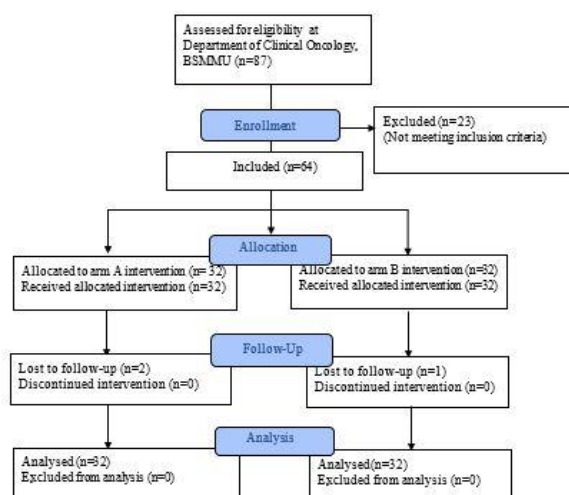 Assessed for eligibility at
Department of Clinical Oncology,
BSMMU (n=87)
Enrollment
Excluded (n=23)
(Not meeting inclusion criteria)
Included (n=64)
Allocation
Allocated to arm A intervention (n= 32)
Received allocated intervention (n=32)
Allocated to arm B intervention (n=32)
Received allocated intervention (n=32)
Follow-Up
Lost to follow-up (n=2)
Discontinued intervention (n=0)
Lost to follow-up (n=1)
Discontinued intervention (n=0)
Analysis
Analysed (n=32)
Excluded from analysis (n=0)
Analysed(n=32)
Excluded from analysis (n=0)